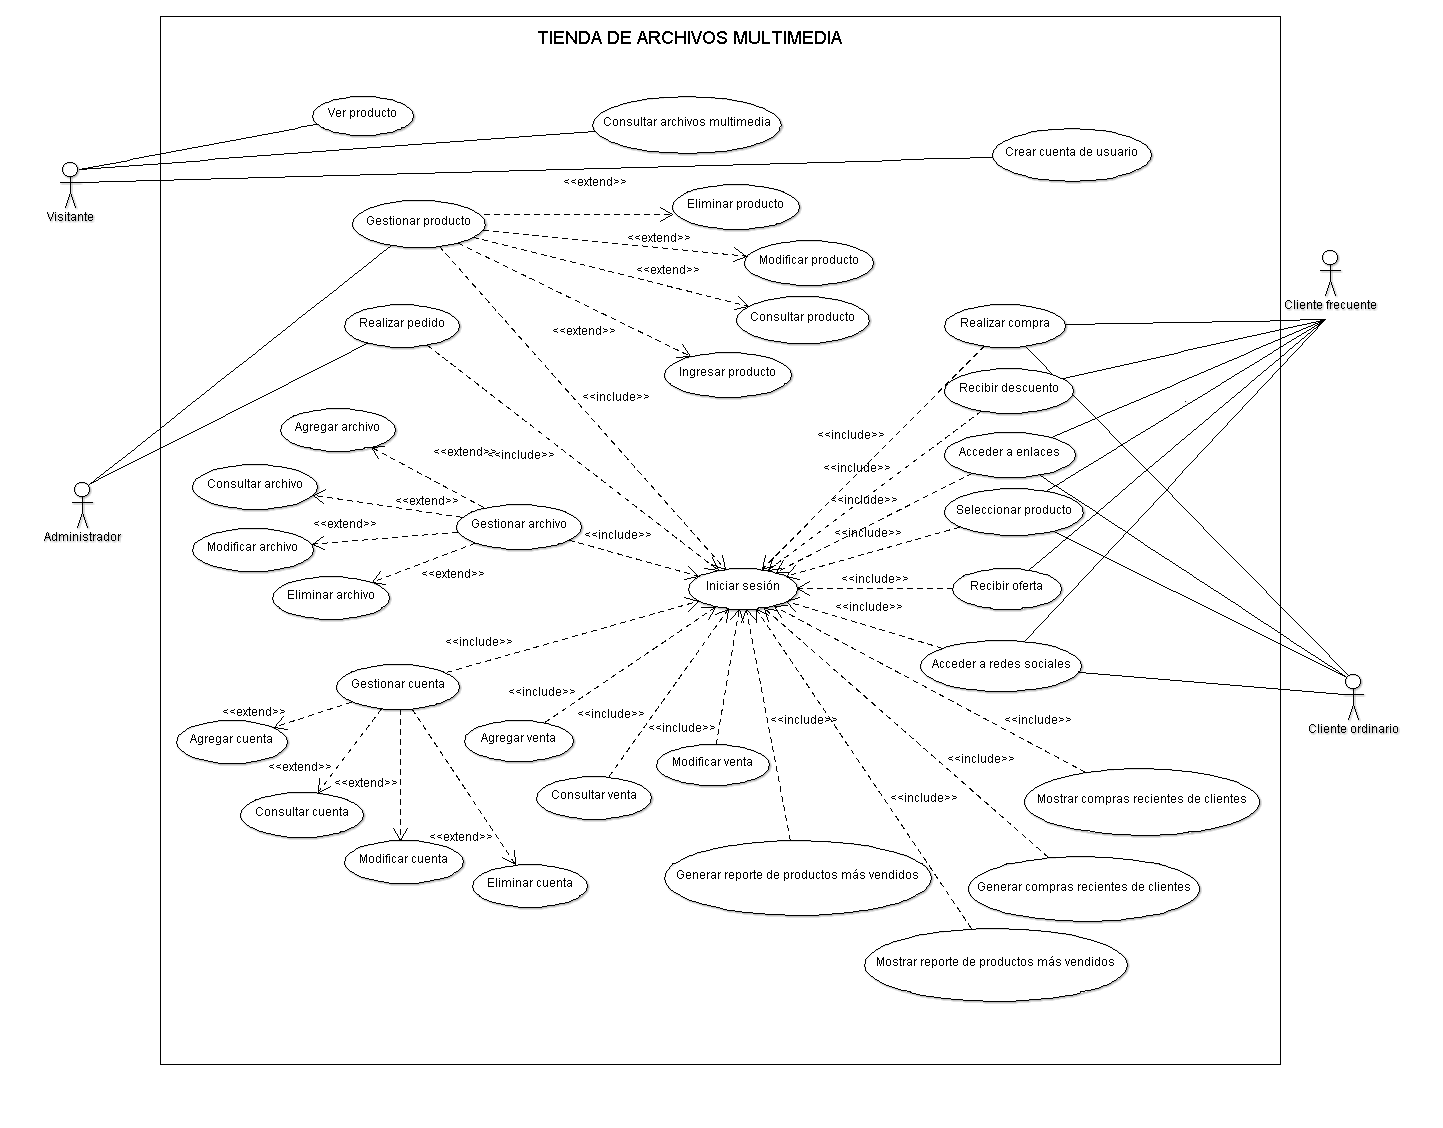 TIENDA DE ARCHIVOS MULTIMEDIA
Ver producto
Consultar archivos multimedia
Crear cuenta de usuario
Visitante
<<extend>>
Eliminar producto
Gestionar producto
<<extend>>
Modificar producto
<<extend>>
Consultar producto
<<extend>>
Ingresar producto
Cliente frecuente
Realizar pedido
Realizar compra
<<include>>
Recibir descuento
Agregar archivo
<<extend>>
<<include>>
<<include>>
Acceder a enlaces
<<include>>
Consultar archivo
<<extend>>
<<include>>
Seleccionar producto
Administrador
Modificar archivo
<<extend>>
Gestionar archivo
<<include>>
<<include>>
Eliminar archivo
<<extend>>
Iniciar sesión
<<include>>
Recibir oferta
<<include>>
<<include>>
Gestionar cuenta
Acceder a redes sociales
Cliente ordinario
<<extend>>
Agregar cuenta
<<include>>
Agregar venta
<<include>>
<<include>>
<<include>>
<<include>>
<<extend>>
Consultar cuenta
<<extend>>
Consultar venta
Modificar venta
<<include>>
Mostrar compras recientes de clientes
<<include>>
<<extend>>
Modificar cuenta
Eliminar cuenta
Generar reporte de productos más vendidos
Generar compras recientes de clientes
Mostrar reporte de productos más vendidos